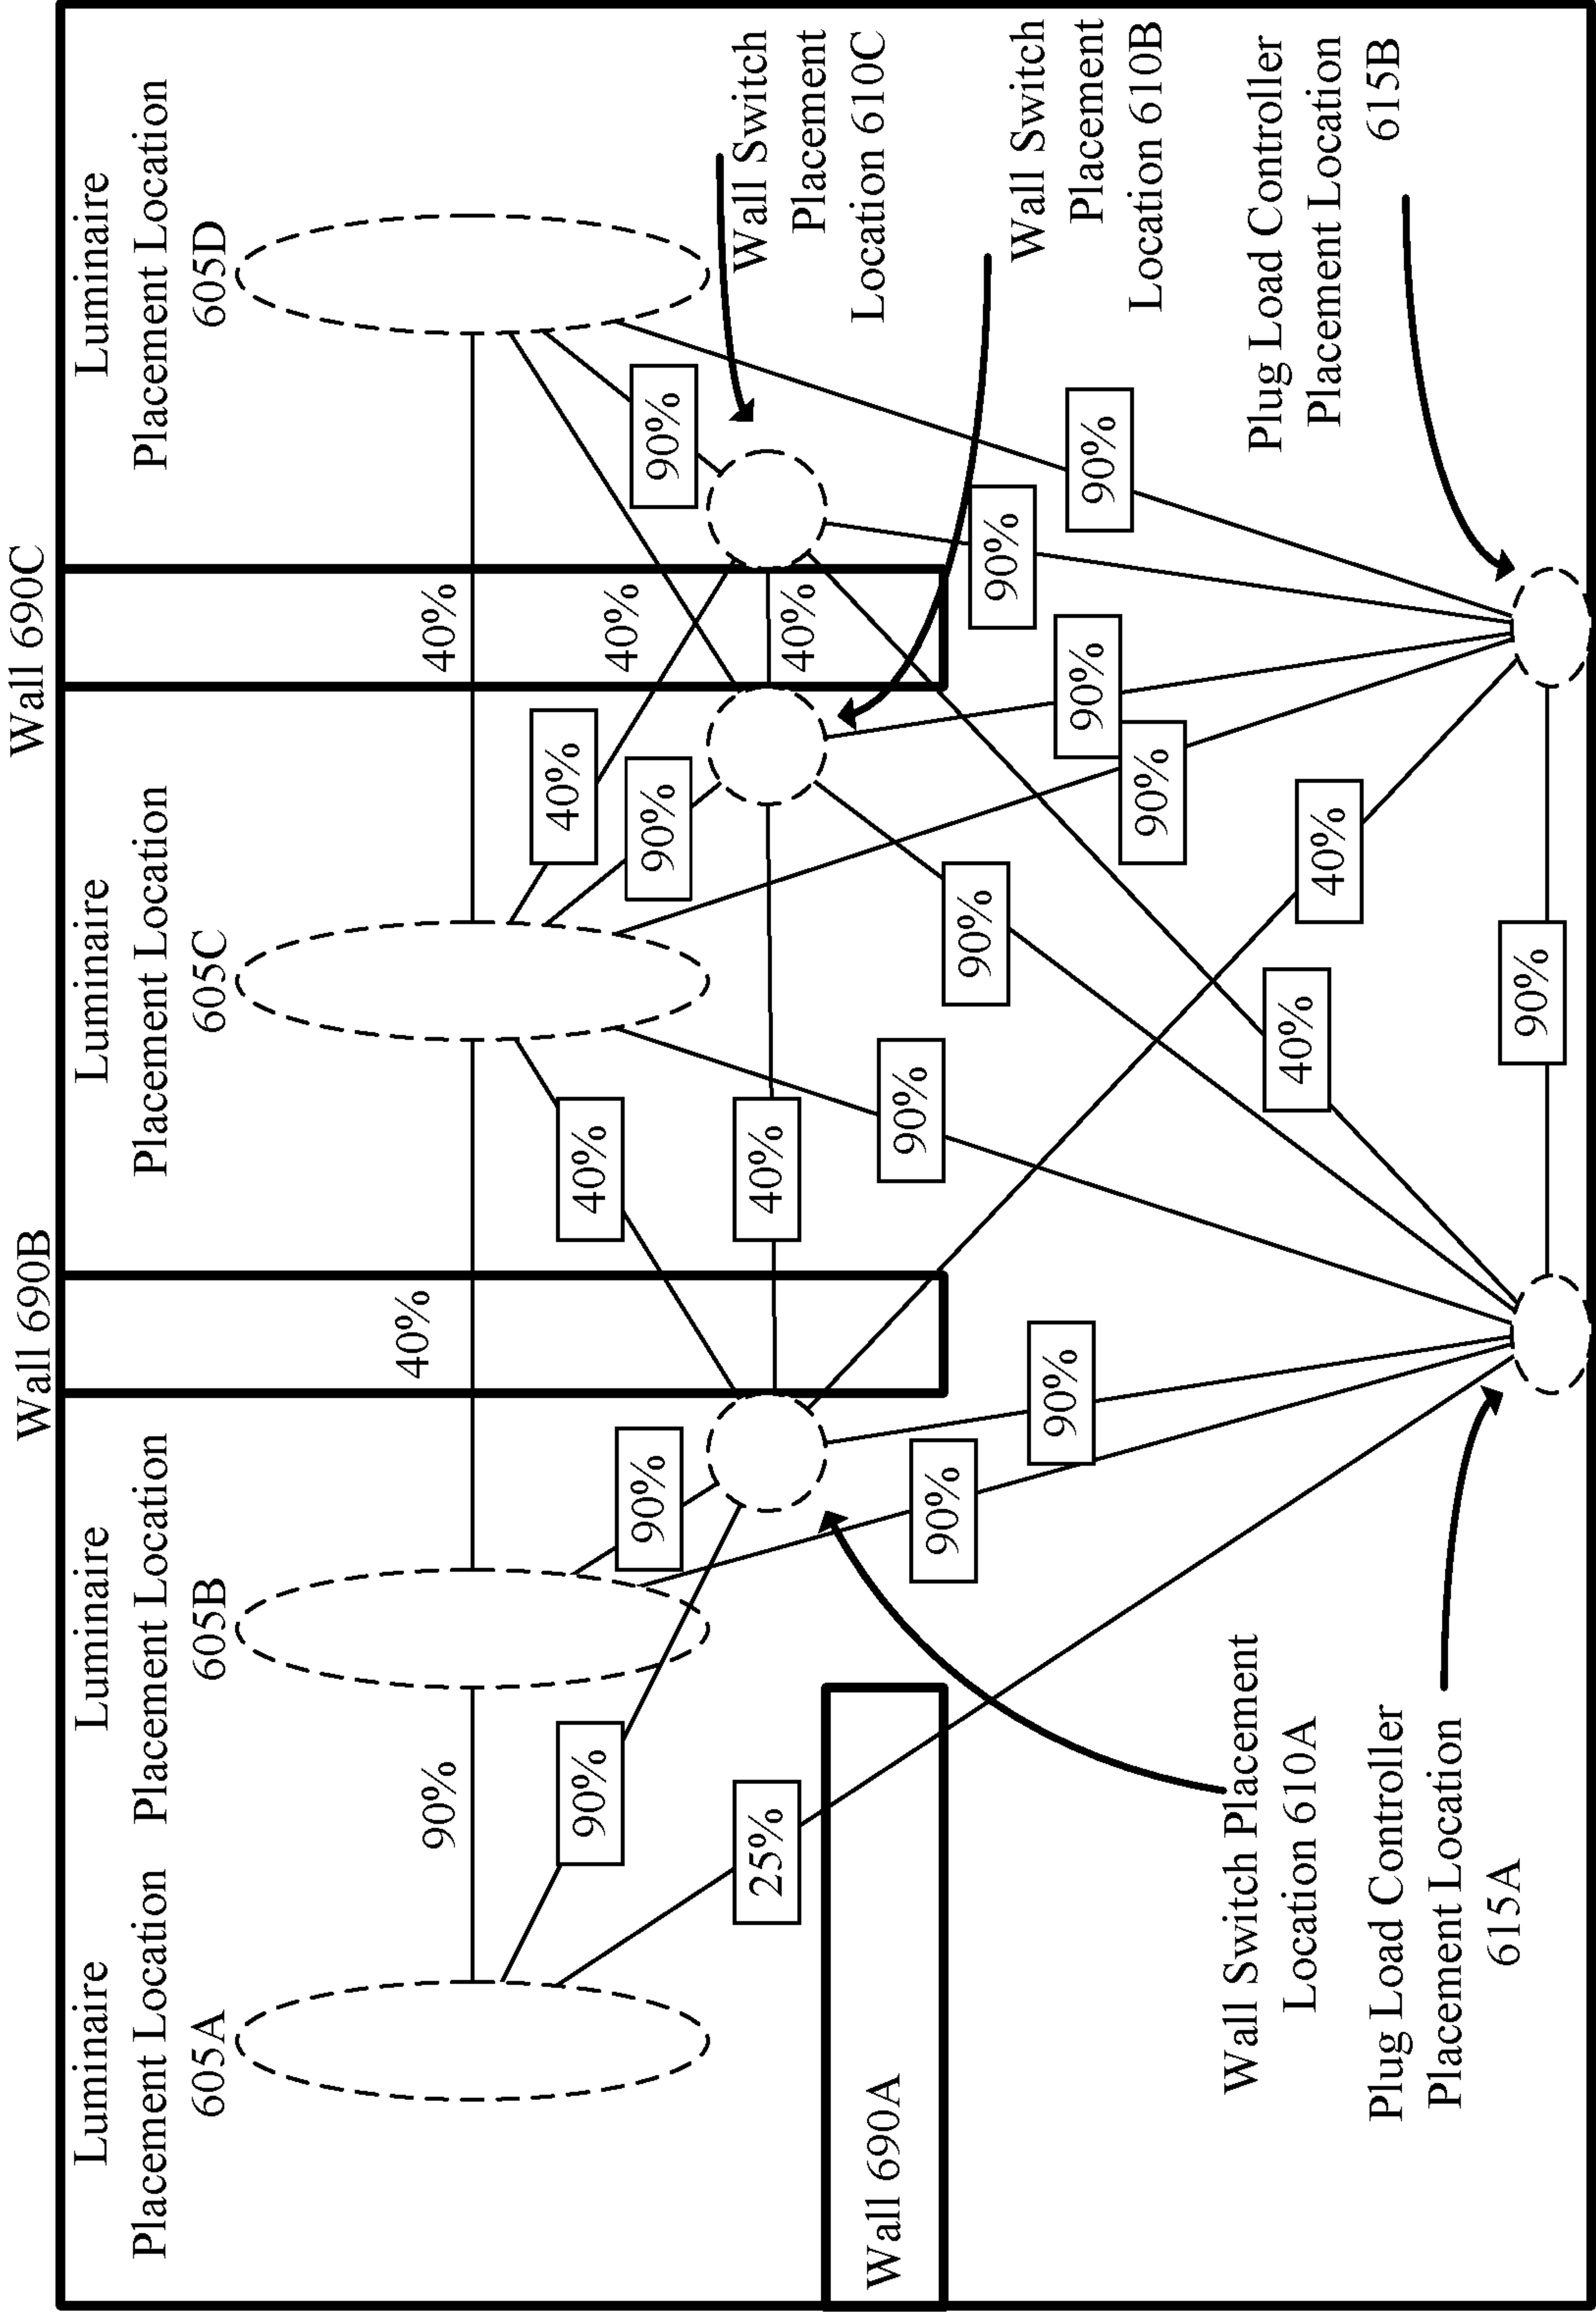 Wall 690B
Wall 690C
Luminaire
Placement Location
605A
Luminaire
Placement Location
605B
Luminaire
Placement Location
605C
Luminaire
Placement Location
605D
90%
40%
40%
90%
90%
40%
40%
90%
40%
90%
25%
40%
40%
Wall Switch
Placement
Location 610C
Wall 690A
90%
90%
90%
90%
Wall Switch
Placement
Location 610B
90%
90%
90%
90%
Wall Switch Placement
Location 610A
40%
40%
Plug Load Controller
Placement Location
615B
Plug Load Controller
Placement Location
615A
90%